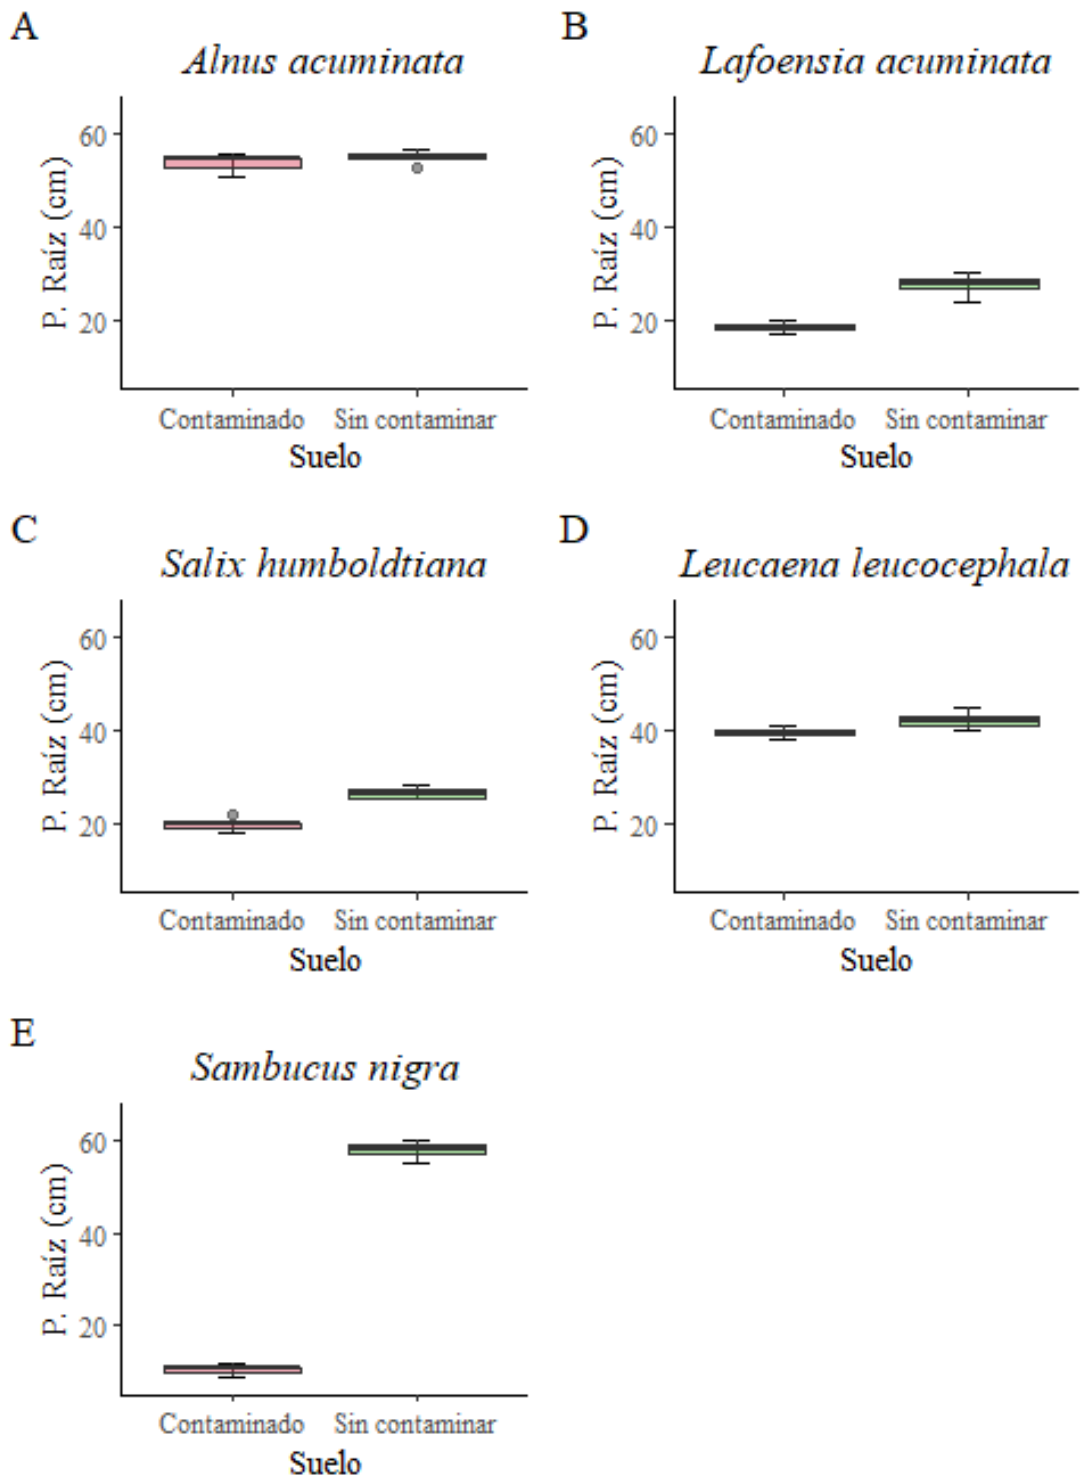 A
Alnus acuminata
P. Raíz (cm)
60
40
20
Contaminado Sin contaminar
Suelo
B
Lafoensia acuminata
P. Raíz (cm)
60
40
20
Contaminado Sin contaminar
Suelo
C
Salix humboldtiana
P. Raíz (cm)
60
40
20
Contaminado Sin contaminar
Suelo
D
Leucaena leucocephala
P. Raíz (cm)
60
40
20
Contaminado Sin contaminar
Suelo
E
Sambucus nigra
P. Raíz (cm)
60
40
20
Contaminado Sin contaminar
Suelo